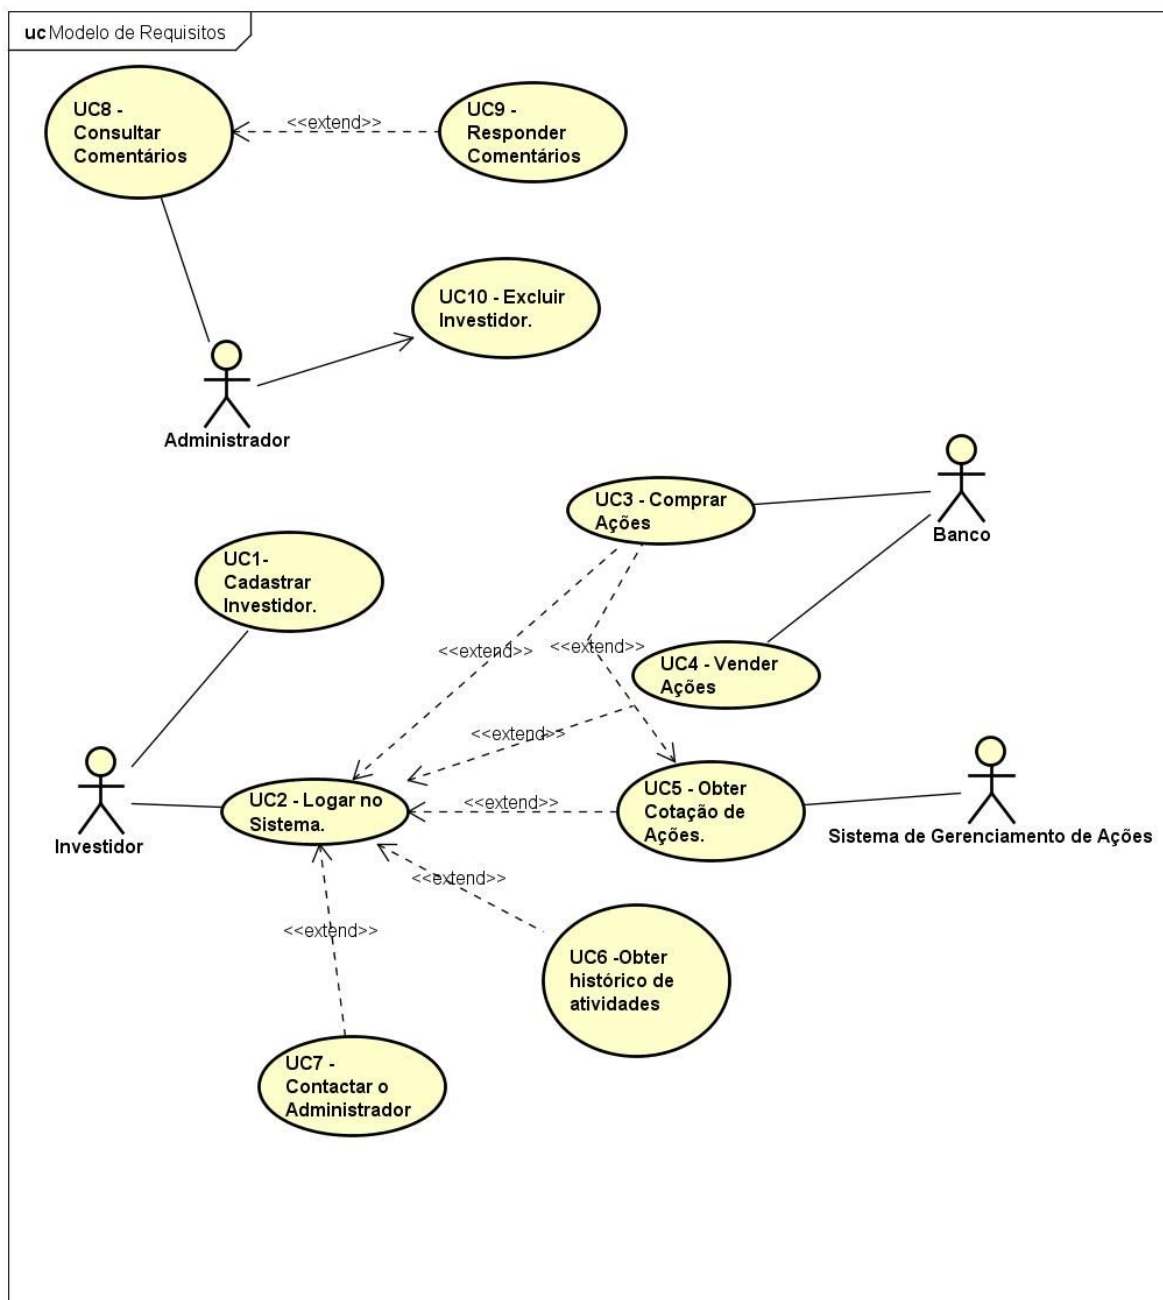 uc Modelo de Requisitos
UC8 -
Consultar
Comentários
<<extend>>
UC9 -
Responder
Comentários
UC10 - Excluir
Investidor.
Administrador
UC3 - Comprar
Ações
Banco
UC1-
Cadastrar
Investidor.
<<extend>>
<<extend>>
UC4 - Vender
Ações
<<extend>>
Investidor
UC2 - Logar no
Sistema.
<<extend>>
UC5 - Obter
Cotação de
Ações.
Sistema de Gerenciamento de Ações
<<extend>>
<<extend>>
UC6 -Obter
histórico de
atividades
UC7 -
Contactar o
Administrador